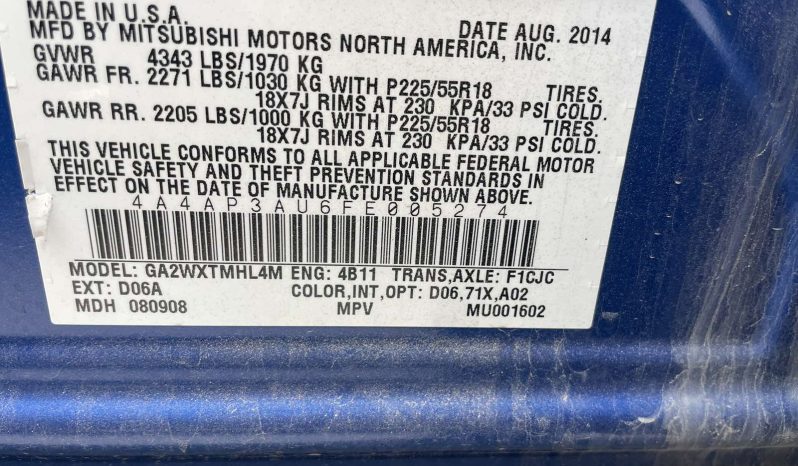 MADE IN U.S.A.
MFD BY MITSUBISHI MOTORS NORTH AMERICA, INC. DATE AUG. 2014
GVWR 4343 LBS/1970 KG
GAWR FR. 2271 LBS/1030 KG WITH P225/55R18 TIRES.
18X7J RIMS AT 230 KPA/33 PSI COLD.
GAWR RR. 2205 LBS/1000 KG WITH P225/55R18 TIRES.
18X7J RIMS AT 230 KPA/33 PSI COLD.
THIS VEHICLE CONFORMS TO ALL APPLICABLE FEDERAL MOTOR
VEHICLE SAFETY AND THEFT PREVENTION STANDARDS IN
EFFECT ON THE DATE OF MANUFACTURE SHOWN ABOVE.
4A4AP3AU6FE005274
MODEL: GA2WXTMHL4M ENG: 4B11 TRANS,AXLE: F1CJC
EXT: D06A COLOR,INT,OPT: D06,71X,A02
MDH 080908 MPV MU001602